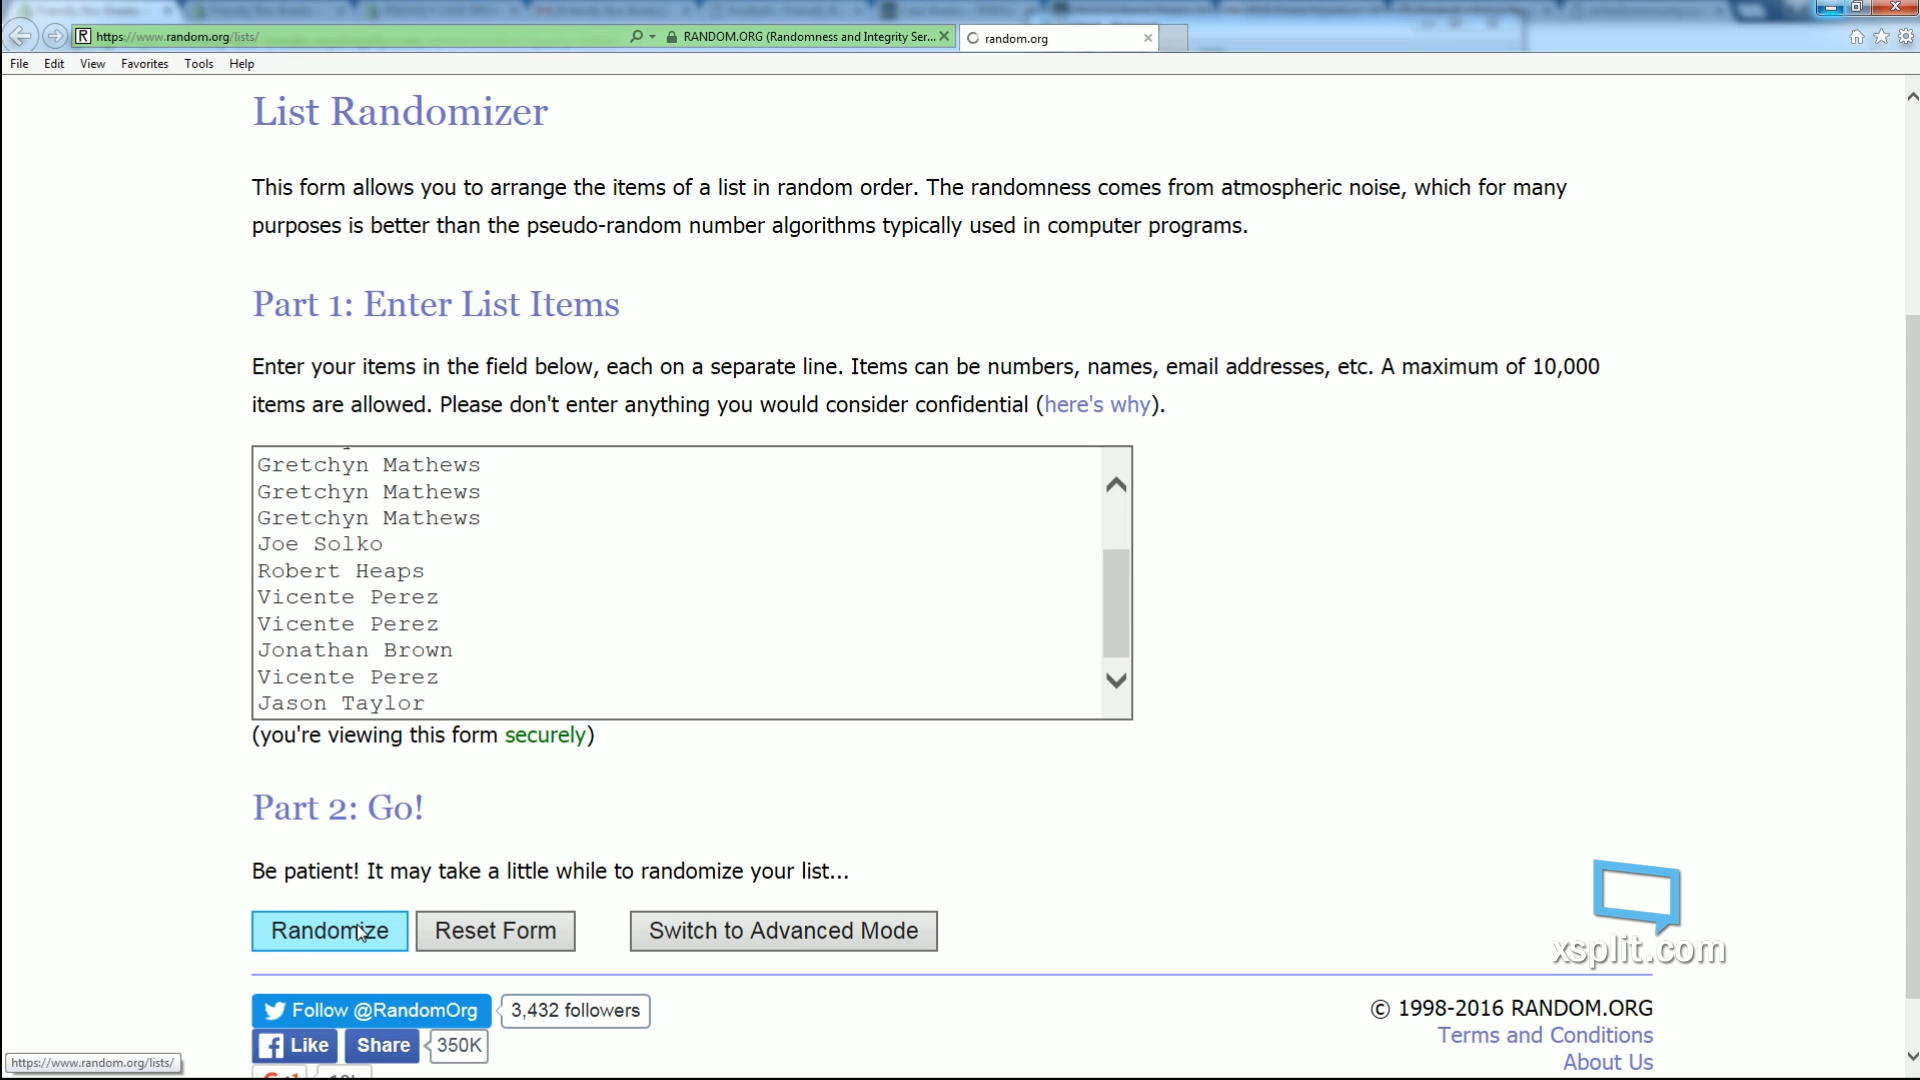 https://www.random.org/lists/
RANDOM.ORG (Randomness and Integrity Ser...
random.org
File Edit View Favorites Tools Help
List Randomizer
This form allows you to arrange the items of a list in random order. The randomness comes from atmospheric noise, which for many
purposes is better than the pseudo-random number algorithms typically used in computer programs.
Part 1: Enter List Items
Enter your items in the field below, each on a separate line. Items can be numbers, names, email addresses, etc. A maximum of 10,000
items are allowed. Please don't enter anything you would consider confidential (here's why).
Gretchyn Mathews
Gretchyn Mathews
Gretchyn Mathews
Joe Solko
Robert Heaps
Vicente Perez
Vicente Perez
Jonathan Brown
Vicente Perez
Jason Taylor
(you're viewing this form securely)
Part 2: Go!
Be patient! It may take a little while to randomize your list...
Randomize Reset Form Switch to Advanced Mode
xsplit.com
Follow @RandomOrg 3,432 followers
Like Share 350K
© 1998-2016 RANDOM.ORG
Terms and Conditions
About Us
https://www.random.org/lists/